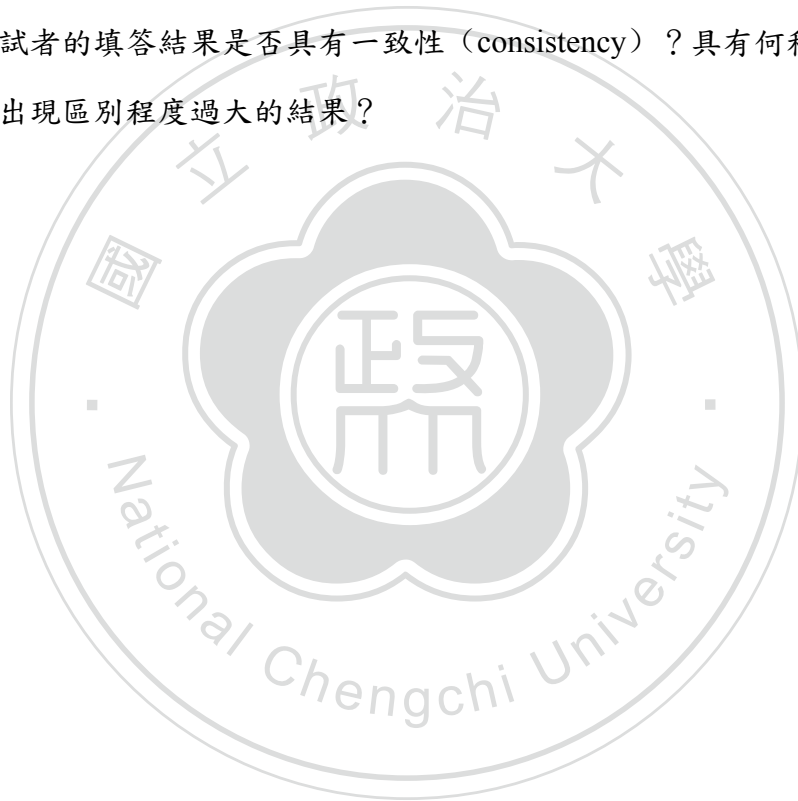 試者的填答結果是否具有一致性（consistency）？具有何
出現區別程度過大的結果？
國立政治大學
政
National Chengchi University